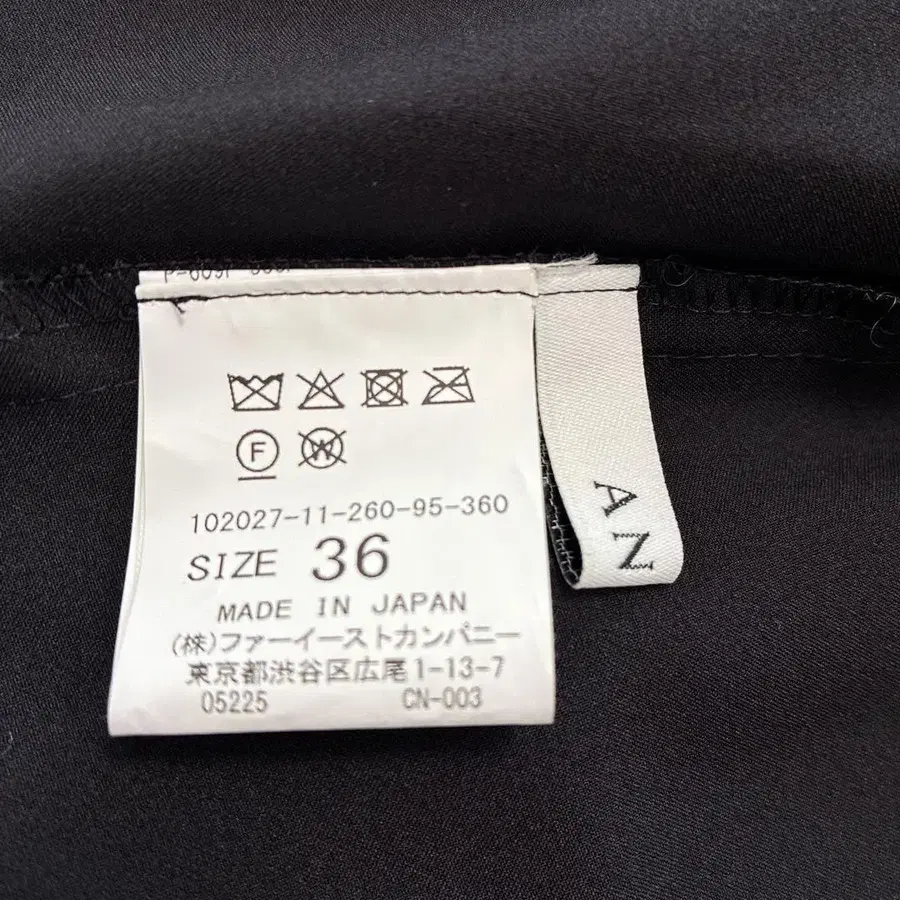 F
W
102027-11-260-95-360
SIZE 36
MADE IN JAPAN
(株)ファーイーストカンパニー
東京都渋谷区広尾1-13-7
05225 CN-003
AN